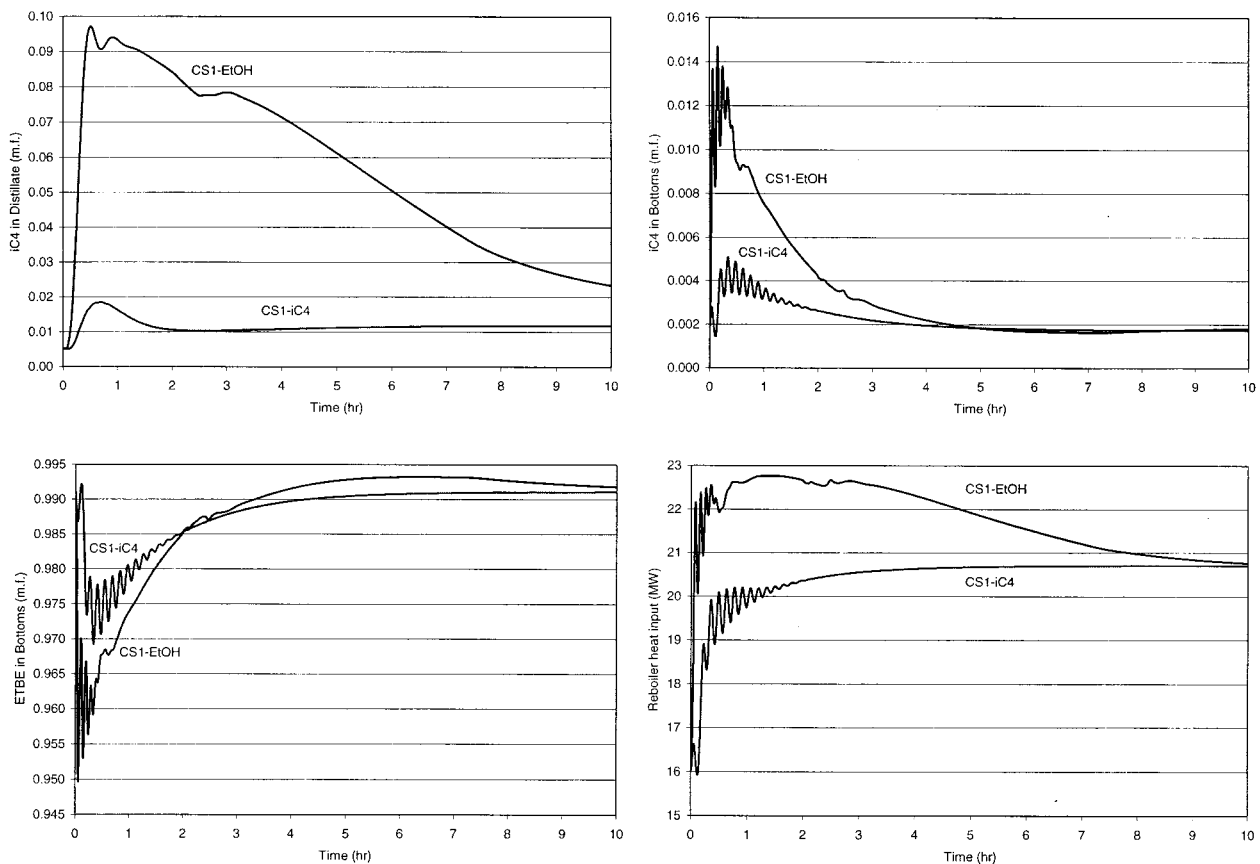 0.10
0.09
0.08
0.07
0.06
0.05
0.04
0.03
0.02
0.01
0.00
iC4 in Distillate (m.f.)
CS1-EtOH
CS1-iC4
0 1 2 3 4 5 6 7 8 9 10
Time (hr)
0.016
0.014
0.012
0.010
0.008
0.006
0.004
0.002
0.000
iC4 in Bottoms (m.f.)
CS1-EtOH
CS1-iC4
0 1 2 3 4 5 6 7 8 9 10
Time (hr)
0.995
0.990
0.985
0.980
0.975
0.970
0.965
0.960
0.955
0.950
0.945
ETBE in Bottoms (m.f.)
CS1-iC4
CS1-EtOH
0 1 2 3 4 5 6 7 8 9 10
Time (hr)
23
22
21
20
19
18
17
16
15
Reboiler heat input (MW)
CS1-EtOH
CS1-iC4
0 1 2 3 4 5 6 7 8 9 10
Time (hr)